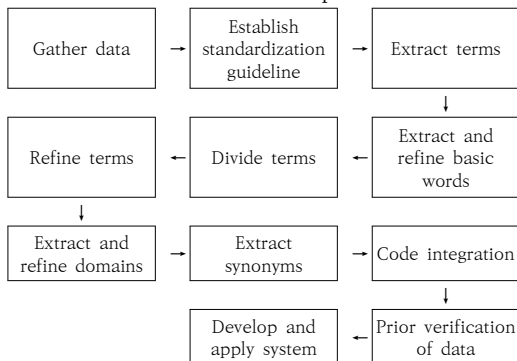 Gather data
Establish
standardization
guideline
Extract terms
Extract and
refine basic
words
Divide terms
Refine terms
Extract and
refine domains
Extract
synonyms
Code integration
Prior verification
of data
Develop and
apply system